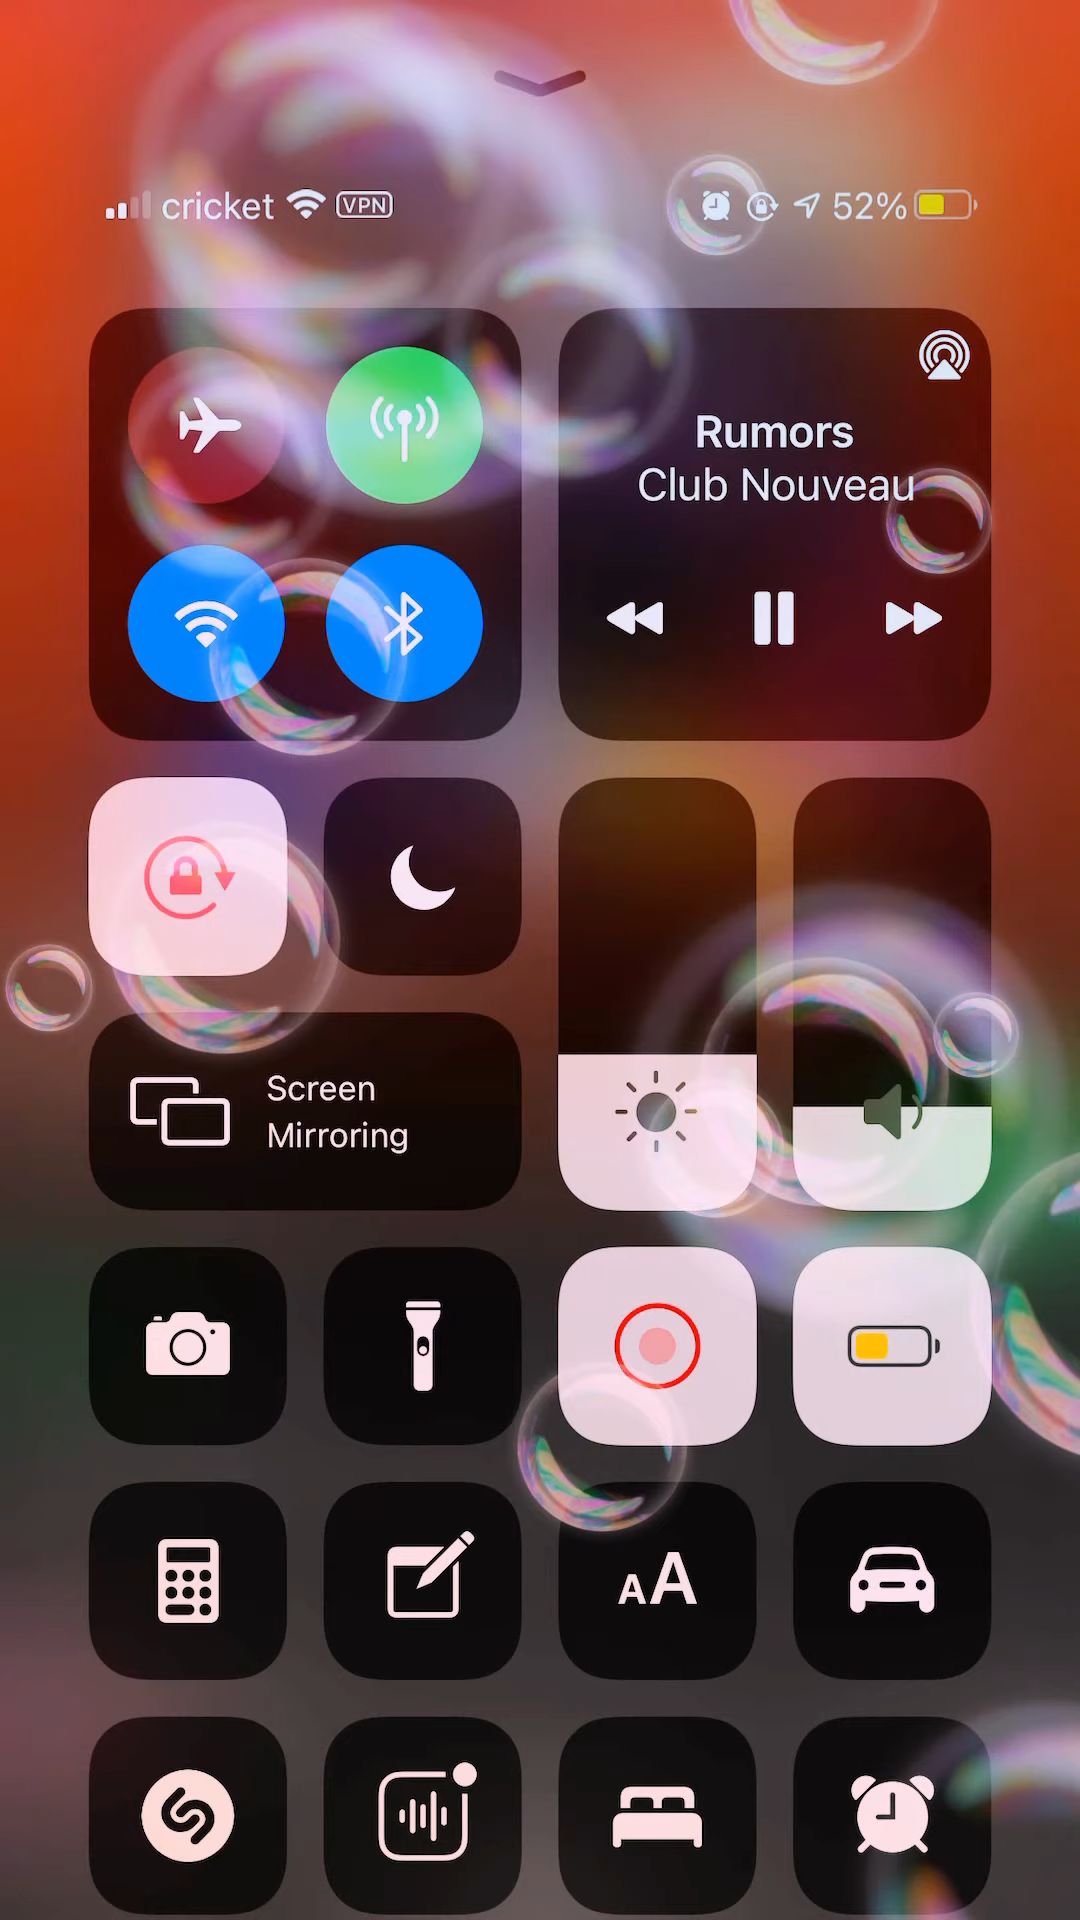 cricket VPN 52%
Rumors
Club Nouveau
Screen
Mirroring
AA